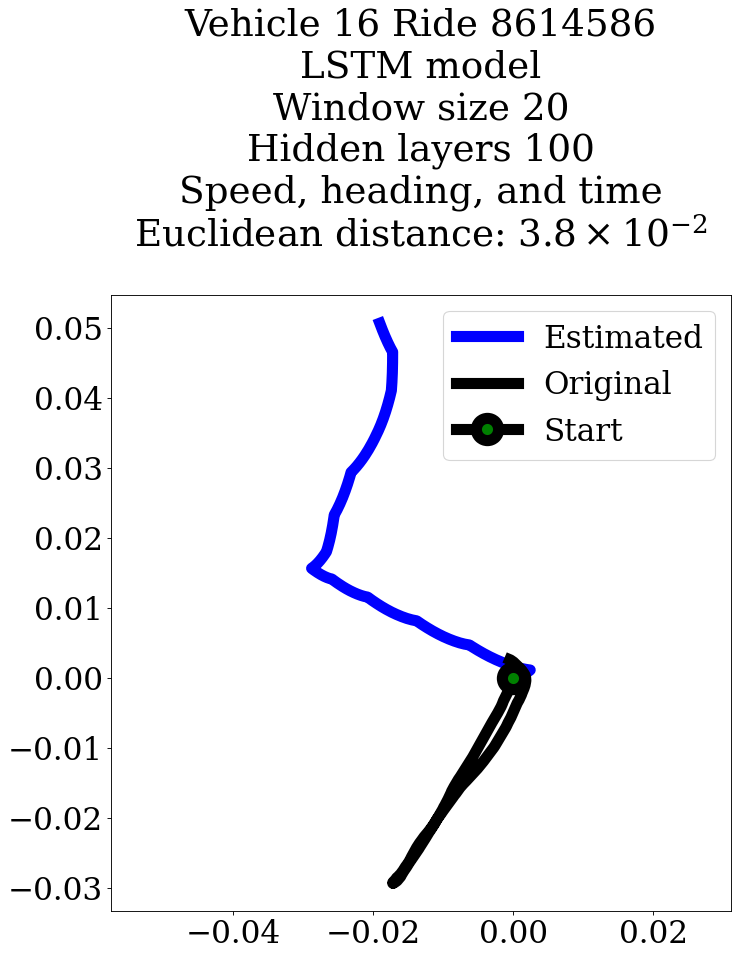 Vehicle 16 Ride 8614586
LSTM model
Window size 20
Hidden layers 100
Speed, heading, and time
Euclidean distance: 3.8 × 10⁻²
Estimated
Original
Start
0.05
0.04
0.03
0.02
0.01
0.00
−0.01
−0.02
−0.03
−0.04 −0.02 0.00 0.02